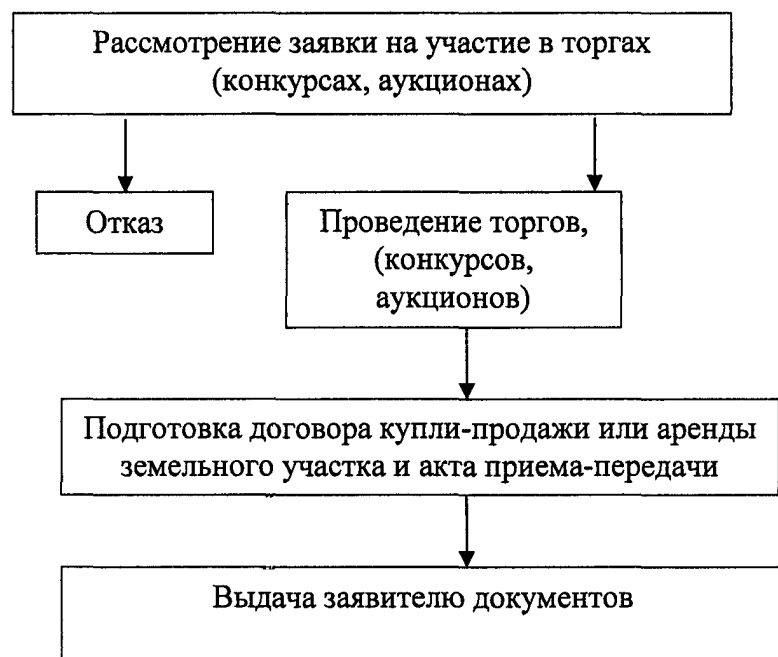 Рассмотрение заявки на участие в торгах
(конкурсах, аукционах)
Отказ
Проведение торгов,
(конкурсов,
аукционов)
Подготовка договора купли-продажи или аренды
земельного участка и акта приема-передачи
Выдача заявителю документов